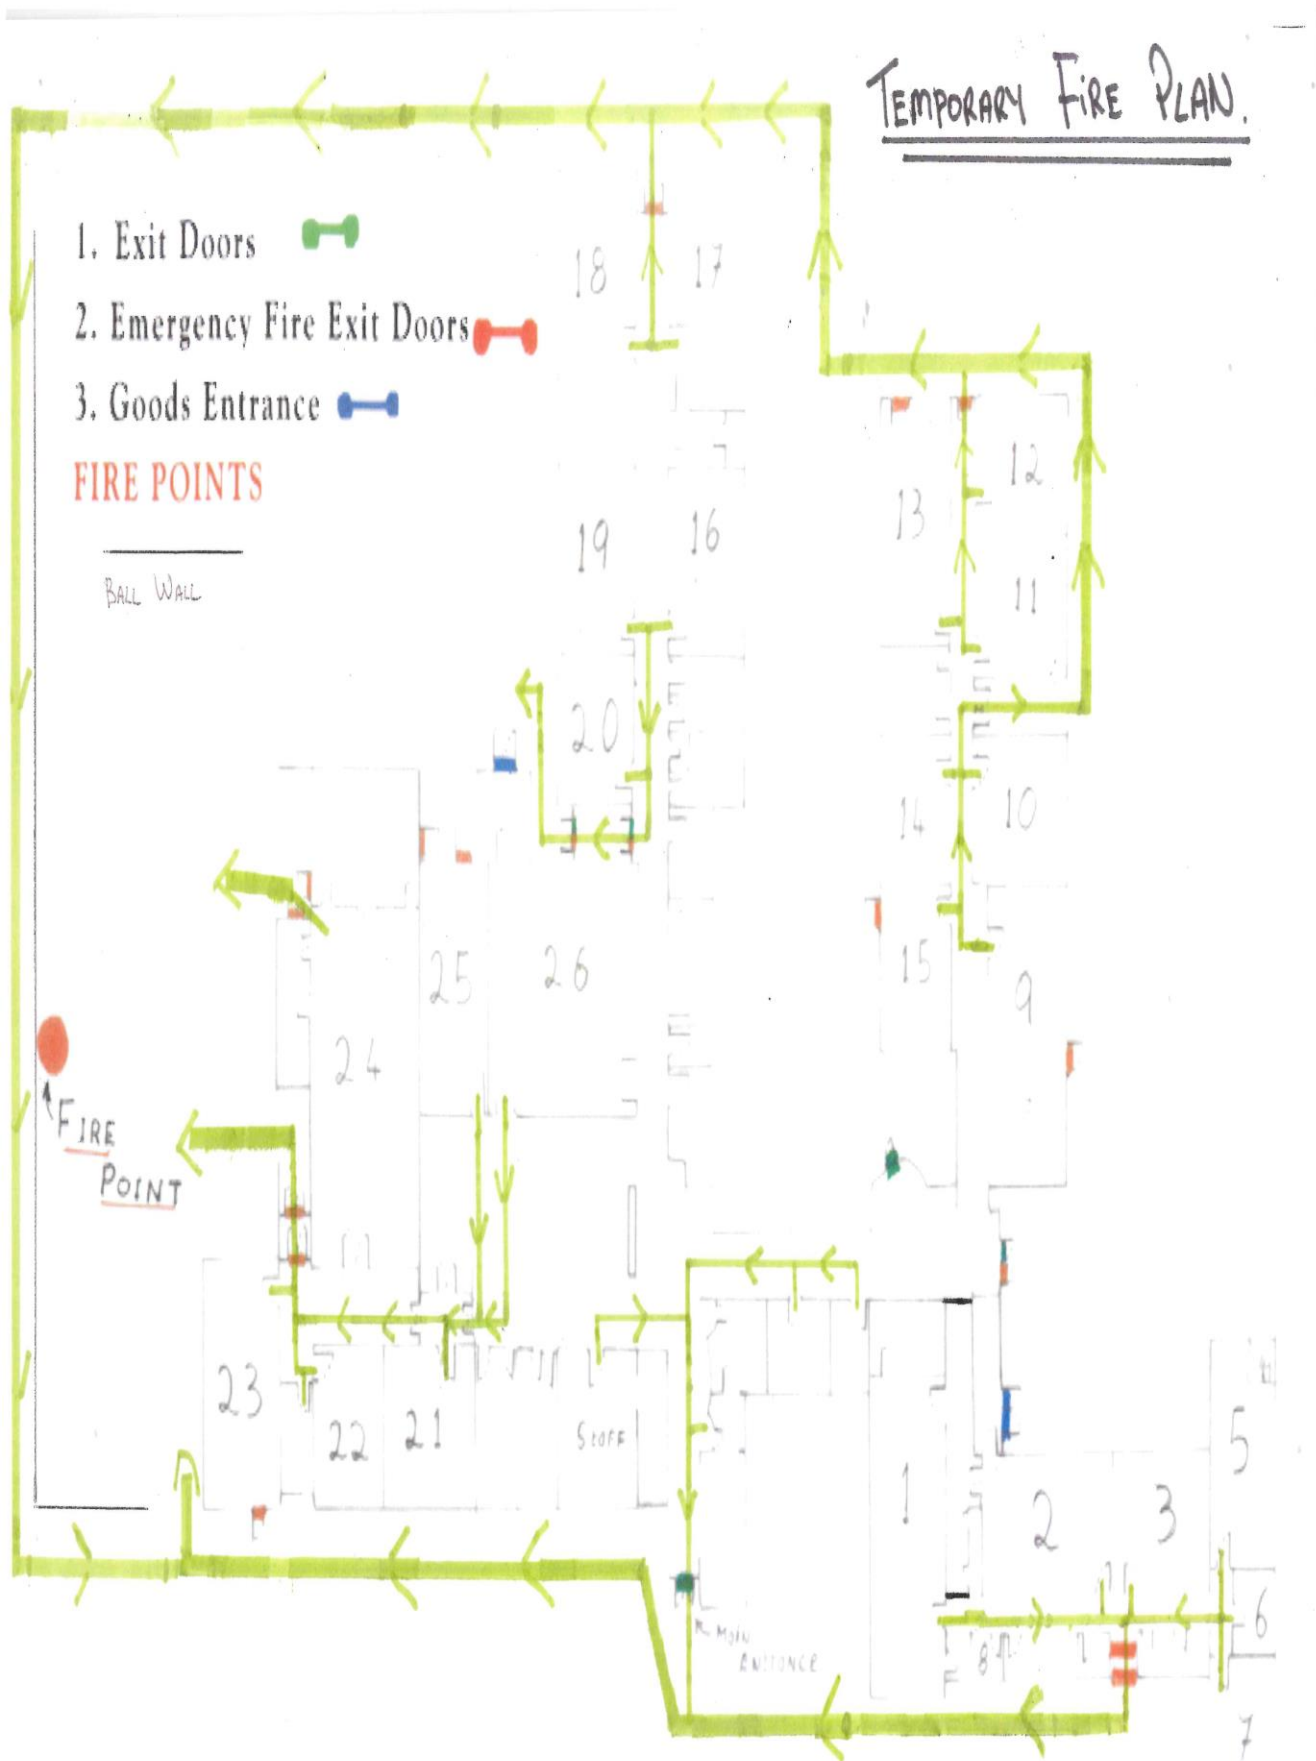 TEMPORARY FIRE PLAN.
1. Exit Doors
2. Emergency Fire Exit Doors
3. Goods Entrance
FIRE POINTS
BALL WALL
18
17
12
13
19
16
11
20
14
10
15
25
26
9
24
FIRE
POINT
23
22
21
STAFF
1
2
3
5
6
8
MAIN
ENTRANCE
7